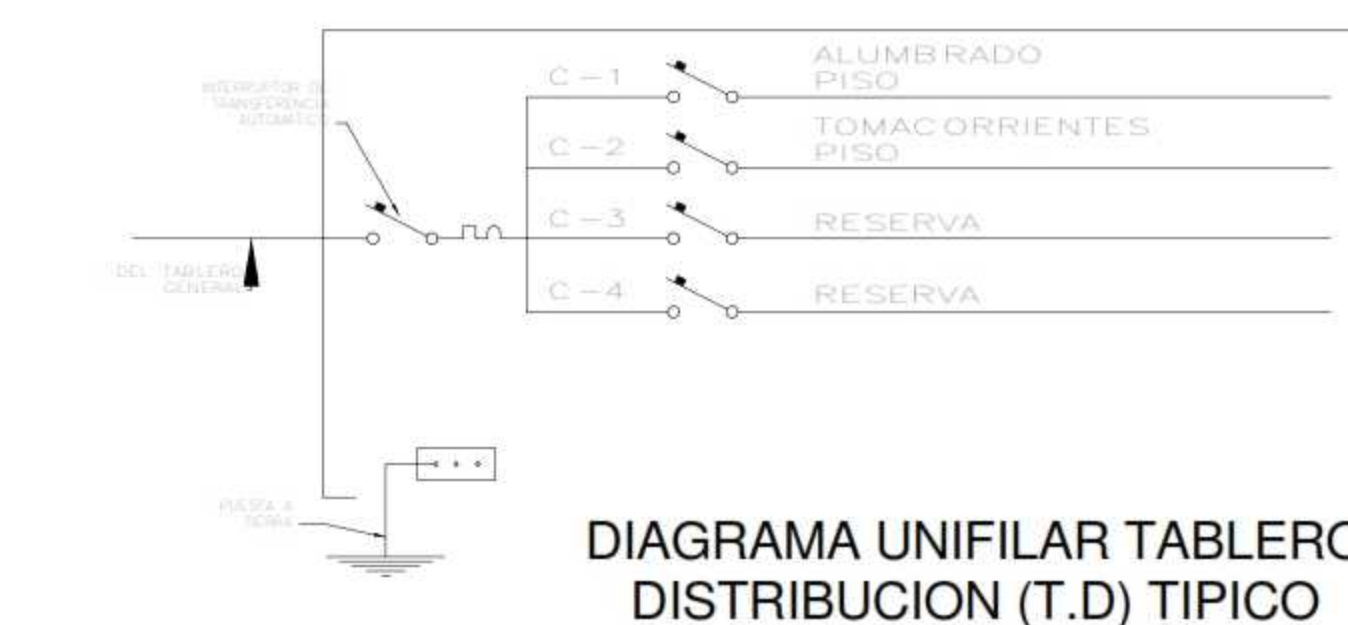 INTERRUPTOR DE
TRANSFERENCIA
AUTOMATICO
DEL TABLERO
GENERAL
C-1
ALUMBRADO
PISO
C-2
TOMACORRIENTES
PISO
C-3
RESERVA
C-4
RESERVA
PUESTA A
TIERRA
DIAGRAMA UNIFILAR TABLERO
DISTRIBUCION (T.D) TIPICO